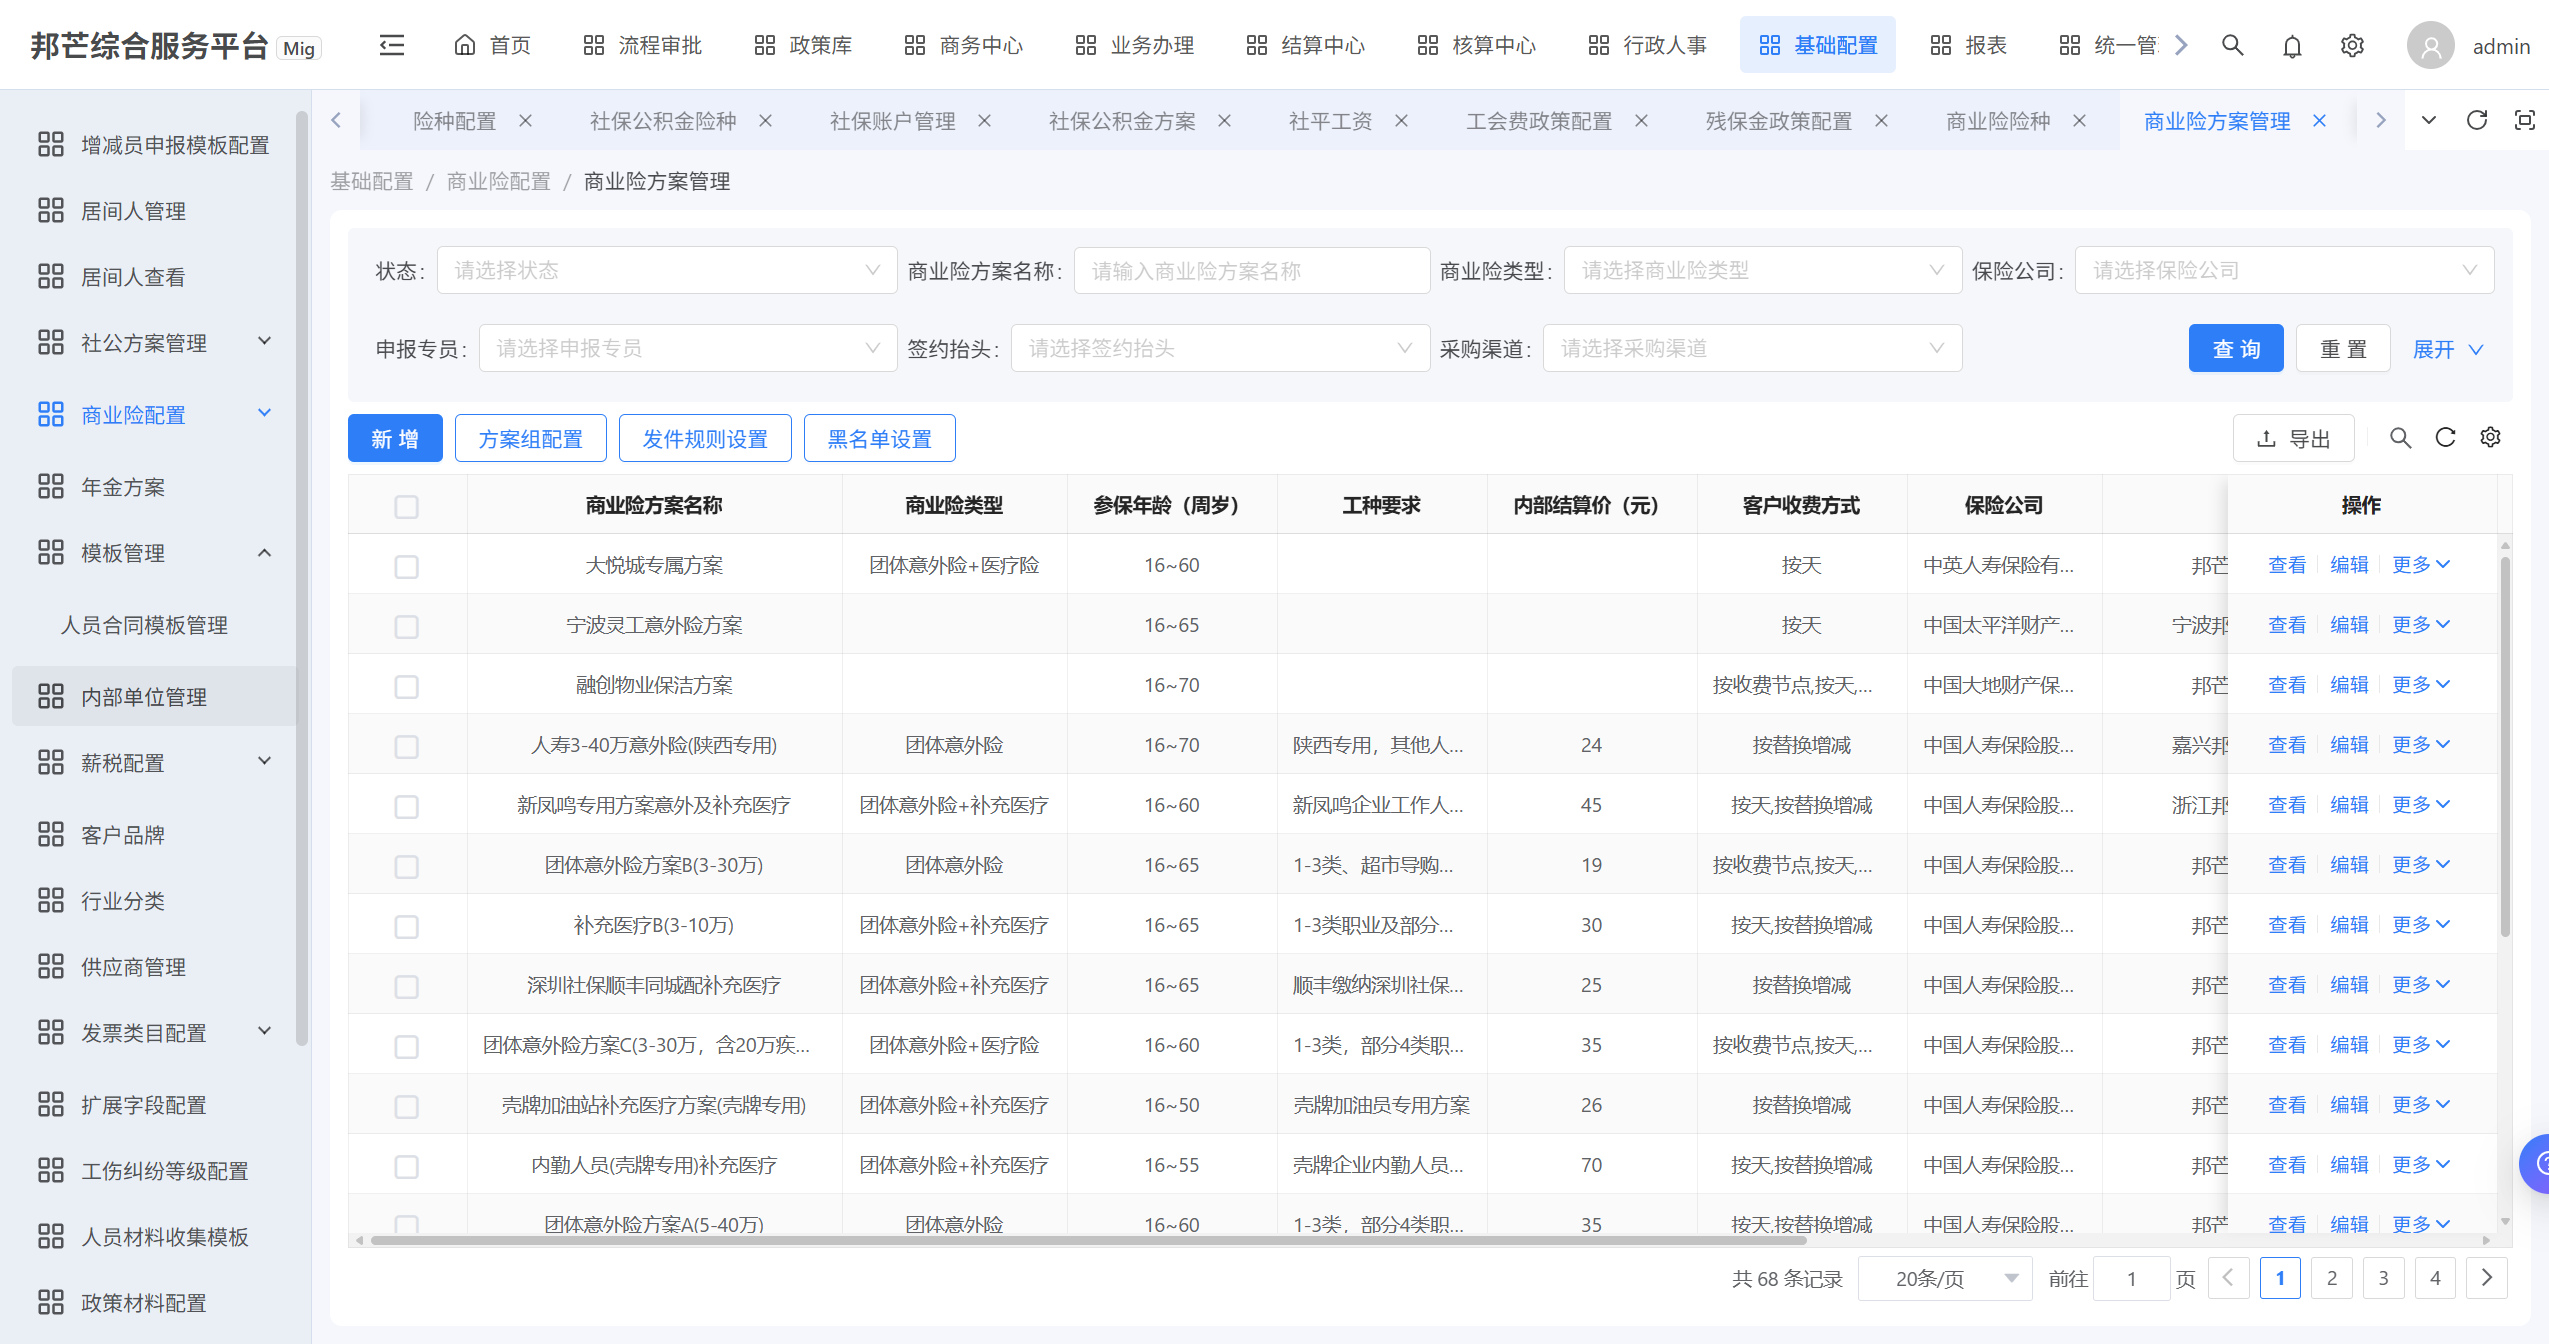 邦芒综合服务平台 Mig 首页 流程审批 政策库 商务中心 业务办理 结算中心 核算中心 行政人事 基础配置 报表 统一管 admin
险种配置 社保公积金险种 社保账户管理 社保公积金方案 社平工资 工会费政策配置 残保金政策配置 商业险险种 商业险方案管理
基础配置 / 商业险配置 / 商业险方案管理
增减员申报模板配置
居间人管理
居间人查看
社公方案管理
商业险配置
年金方案
模板管理
人员合同模板管理
内部单位管理
薪税配置
客户品牌
行业分类
供应商管理
发票类目配置
扩展字段配置
工伤纠纷等级配置
人员材料收集模板
政策材料配置
状态: 请选择状态 商业险方案名称: 请输入商业险方案名称 商业险类型: 请选择商业险类型 保险公司: 请选择保险公司
申报专员: 请选择申报专员 签约抬头: 请选择签约抬头 采购渠道: 请选择采购渠道 查 询 重 置 展开
新 增 方案组配置 发件规则设置 黑名单设置 导出
商业险方案名称 商业险类型 参保年龄（周岁） 工种要求 内部结算价（元） 客户收费方式 保险公司 操作
大悦城专属方案 团体意外险+医疗险 16~60 按天 中英人寿保险有... 邦芒 查看 编辑 更多
宁波灵工意外险方案 16~65 按天 中国太平洋财产... 宁波邦 查看 编辑 更多
融创物业保洁方案 16~70 按收费节点,按天,... 中国大地财产保... 邦芒 查看 编辑 更多
人寿3-40万意外险(陕西专用) 团体意外险 16~70 陕西专用，其他人... 24 按替换增减 中国人寿保险股... 嘉兴邦 查看 编辑 更多
新凤鸣专用方案意外及补充医疗 团体意外险+补充医疗 16~60 新凤鸣企业工作人... 45 按天,按替换增减 中国人寿保险股... 浙江邦 查看 编辑 更多
团体意外险方案B(3-30万) 团体意外险 16~65 1-3类、超市导购... 19 按收费节点,按天,... 中国人寿保险股... 邦芒 查看 编辑 更多
补充医疗B(3-10万) 团体意外险+补充医疗 16~65 1-3类职业及部分... 30 按天,按替换增减 中国人寿保险股... 邦芒 查看 编辑 更多
深圳社保顺丰同城配补充医疗 团体意外险+补充医疗 16~65 顺丰缴纳深圳社保... 25 按替换增减 中国人寿保险股... 邦芒 查看 编辑 更多
团体意外险方案C(3-30万，含20万疾... 团体意外险+医疗险 16~60 1-3类，部分4类职... 35 按收费节点,按天,... 中国人寿保险股... 邦芒 查看 编辑 更多
壳牌加油站补充医疗方案(壳牌专用) 团体意外险+补充医疗 16~50 壳牌加油员专用方案 26 按替换增减 中国人寿保险股... 邦芒 查看 编辑 更多
内勤人员(壳牌专用)补充医疗 团体意外险+补充医疗 16~55 壳牌企业内勤人员... 70 按天,按替换增减 中国人寿保险股... 邦芒 查看 编辑 更多
团体意外险方案A(5-40万) 团体意外险 16~60 1-3类，部分4类职... 35 按天,按替换增减 中国人寿保险股... 邦芒 查看 编辑 更多
共 68 条记录 20条/页 前往 1 页 1 2 3 4